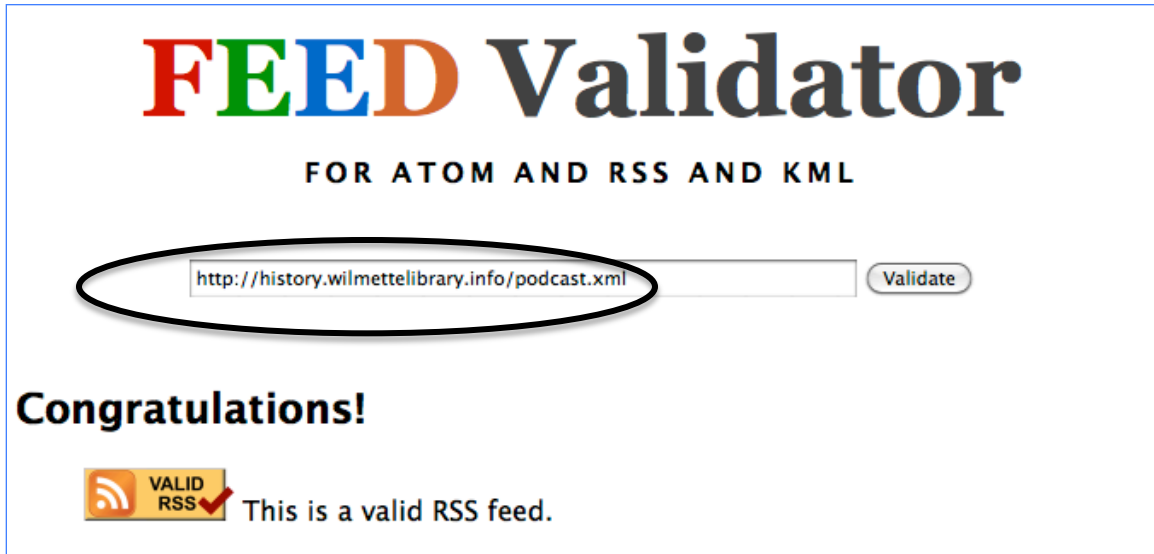 FEED Validator
FOR ATOM AND RSS AND KML
http://history.wilmettelibrary.info/podcast.xml Validate
Congratulations!
VALID
RSS
This is a valid RSS feed.